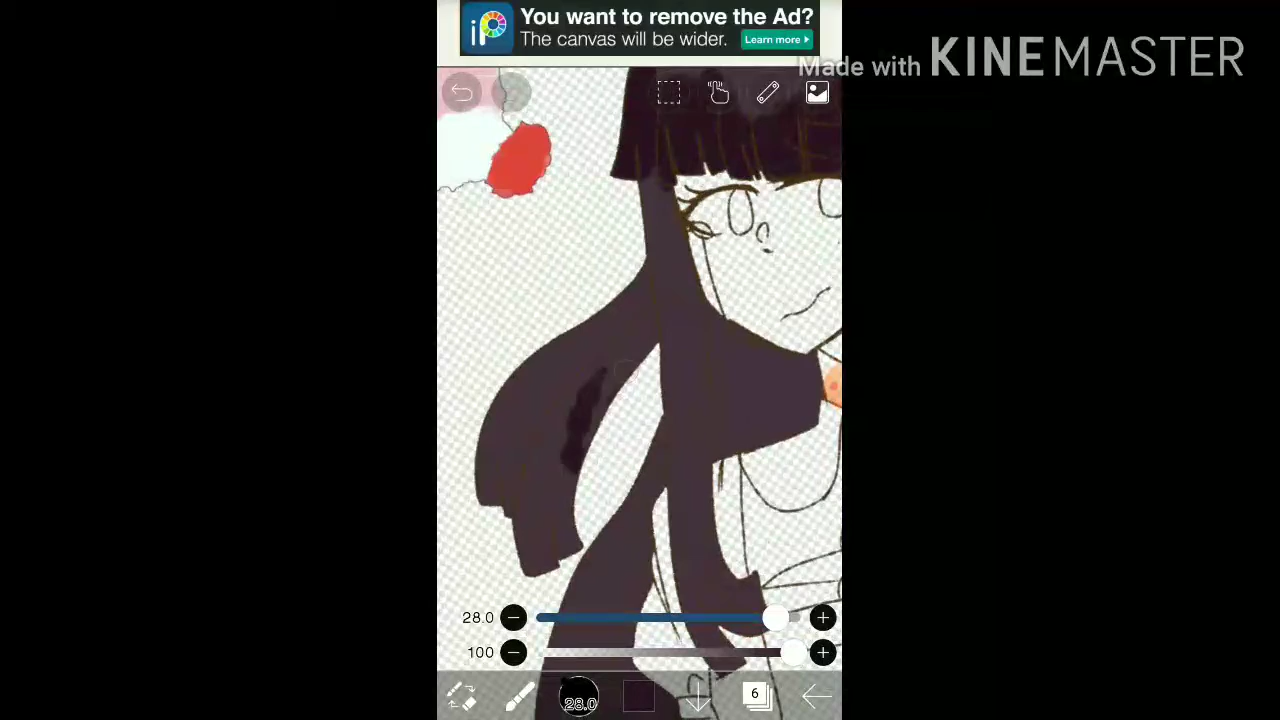 iP
You want to remove the Ad?
The canvas will be wider.
Learn more
Made with KINEMASTER
28.0
100
28.0
6